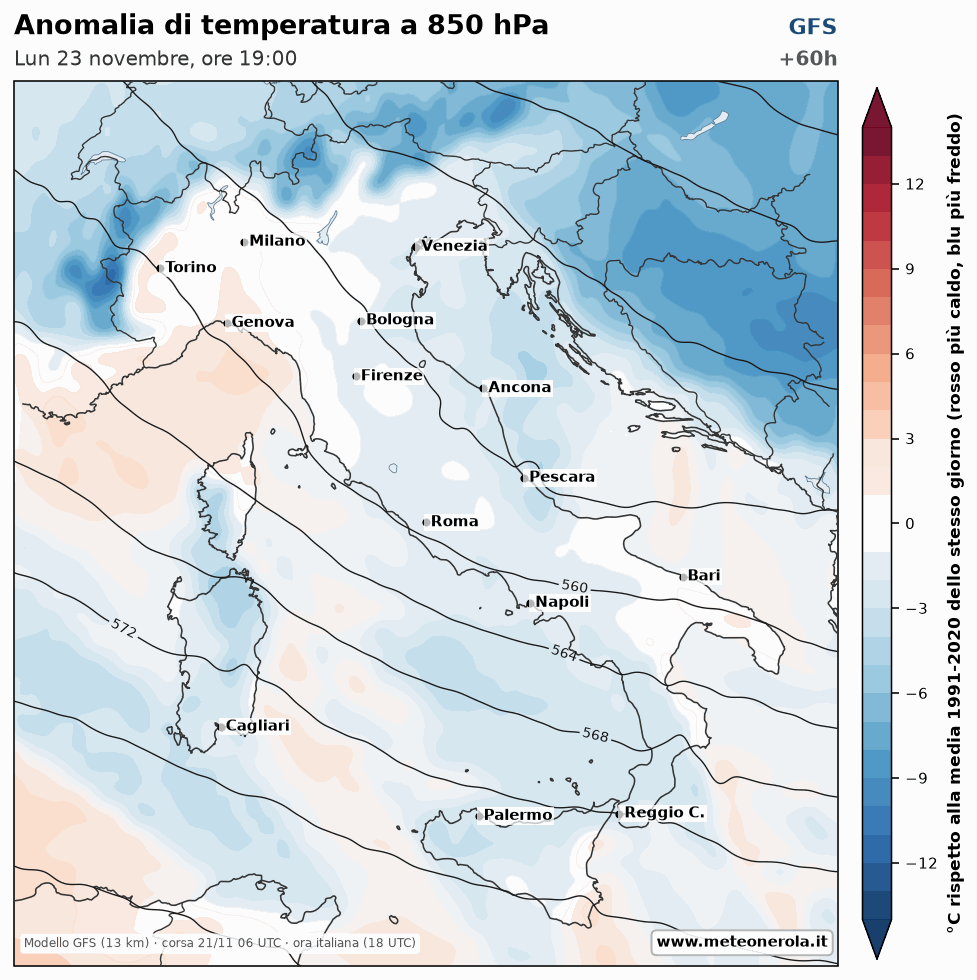 Anomalia di temperatura a 850 hPa
GFS
Lun 23 novembre, ore 19:00
+60h
Milano
Venezia
Torino
Genova
Bologna
Firenze
Ancona
Pescara
Roma
Bari
560
Napoli
572
564
Cagliari
568
Palermo
Reggio C.
12
9
6
3
0
−3
−6
−9
−12
°C rispetto alla media 1991-2020 dello stesso giorno (rosso più caldo, blu più freddo)
Modello GFS (13 km) · corsa 21/11 06 UTC · ora italiana (18 UTC)
www.meteonerola.it